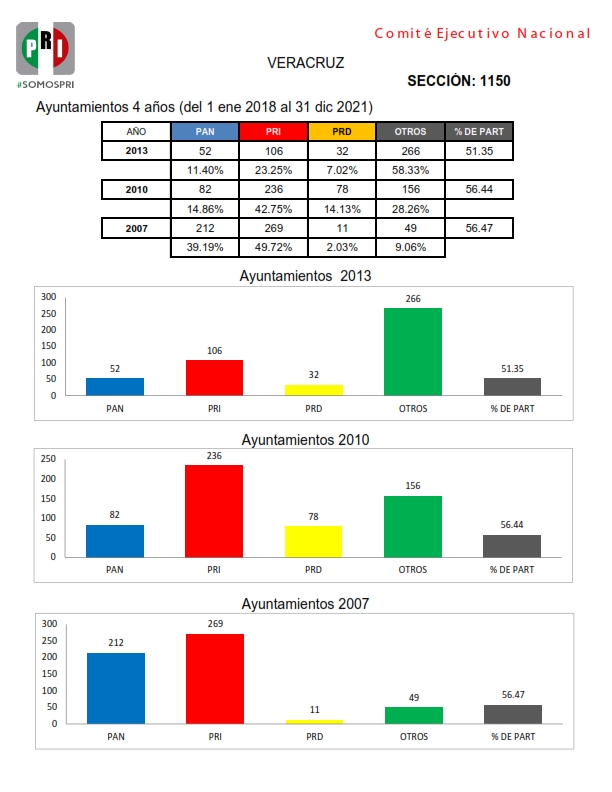 PRI
#SOMOSPRI
Comité Ejecutivo Nacional
VERACRUZ
SECCIÓN: 1150
Ayuntamientos 4 años (del 1 ene 2018 al 31 dic 2021)
AÑO PAN PRI PRD OTROS % DE PART
2013 52 106 32 266 51.35
11.40% 23.25% 7.02% 58.33%
2010 82 236 78 156 56.44
14.86% 42.75% 14.13% 28.26%
2007 212 269 11 49 56.47
39.19% 49.72% 2.03% 9.06%
Ayuntamientos 2013
300
250
200
150
100
50
0
52 106 32 266 51.35
PAN PRI PRD OTROS % DE PART
Ayuntamientos 2010
250
200
150
100
50
0
82 236 78 156 56.44
PAN PRI PRD OTROS % DE PART
Ayuntamientos 2007
300
250
200
150
100
50
0
212 269 11 49 56.47
PAN PRI PRD OTROS % DE PART